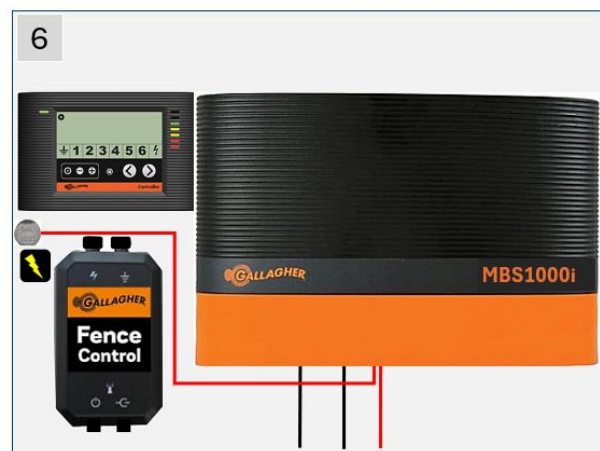 6
1 2 3 4 5 6
GALLAGHER
Controller
GALLAGHER
MBS1000i
GALLAGHER
Fence
Control